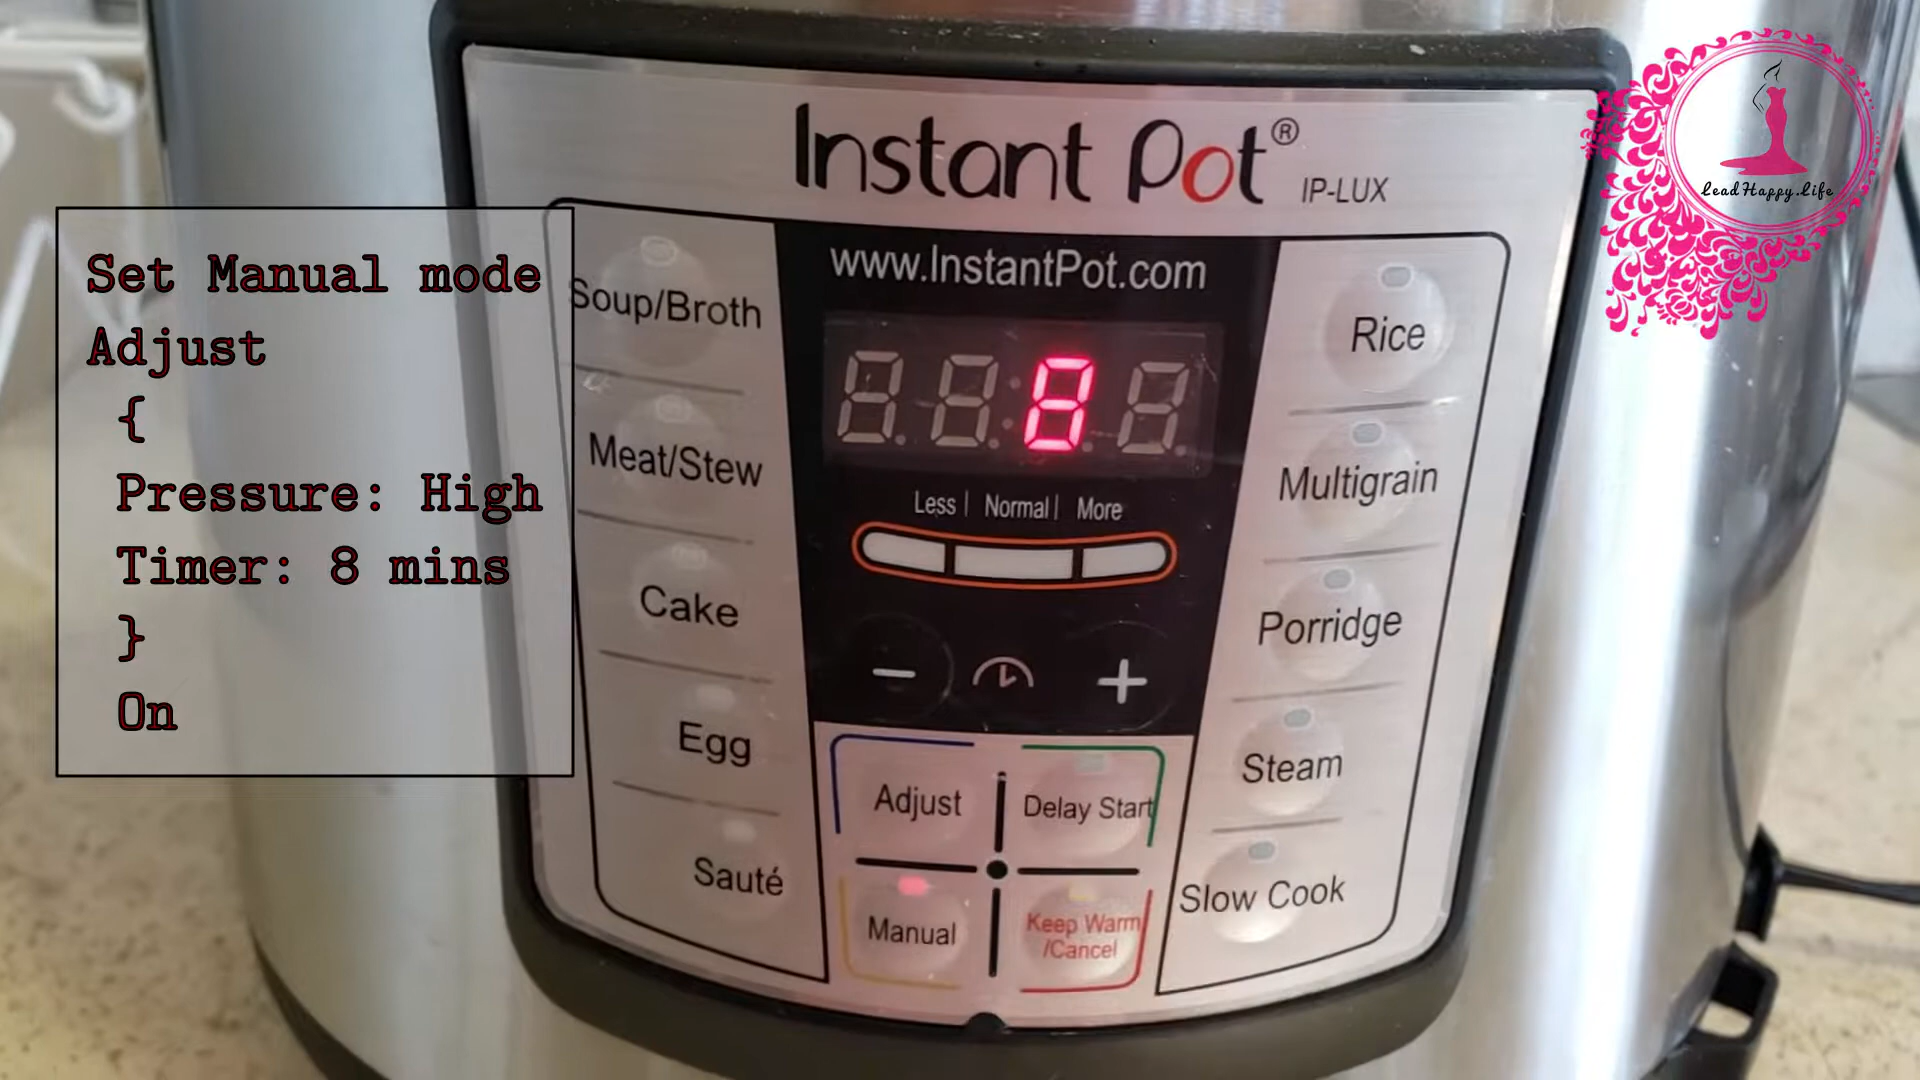 Instant Pot® IP-LUX
LeadHappy.Life
www.InstantPot.com
Set Manual mode
Adjust
{
Pressure: High
Timer: 8 mins
}
On
Soup/Broth
Meat/Stew
Cake
Egg
Sauté
8
Less | Normal | More
- +
Adjust
Delay Start
Manual
Keep Warm
/Cancel
Rice
Multigrain
Porridge
Steam
Slow Cook